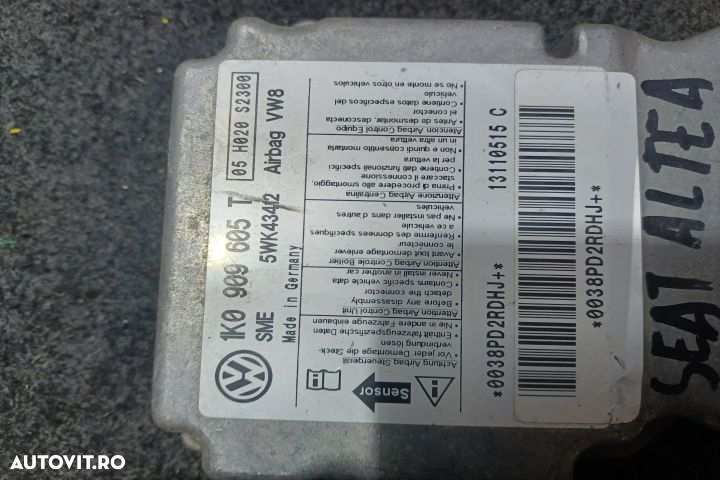 1K0 909 605 T
05 H020 S2300
SME
5WK43412
Airbag VW8
Made in Germany
Sensor
Achtung Airbag Steuergerät
• Vor jeder Demontage die Steck-
verbindung lösen
• Enthält fahrzeugspezifische Daten
• Nie in andere Fahrzeuge einbauen
Attention Airbag Control Unit
• Before any disassembly
detach the connector
• Contains vehicle specific data
• Never install in another car
Attention Airbag Controle Boitier
• Avant tout demontage enlever
le connecteur
• Renferme des données spécifiques
a ce vehicule
• Ne pas installer dans d'autres
vehicules
Attenzione Airbag Centralina
• Prima di procedere allo smontaggio,
staccare il connessione
• Contiene dati funzionali specifici
per la vettura
• Non e quindi consentito montarla
in un altra vettura
Atencion Airbag Control Equipo
• Antes de desmontar, desconecta
el conector
• Contiene datos especificos del
vehiculo
• No se monte en otros vehiculos
*0038PD2RDHJ+*
13110515 C
*0038PD2RDHJ+*
SEAT ALTEA
AUTOVIT.RO